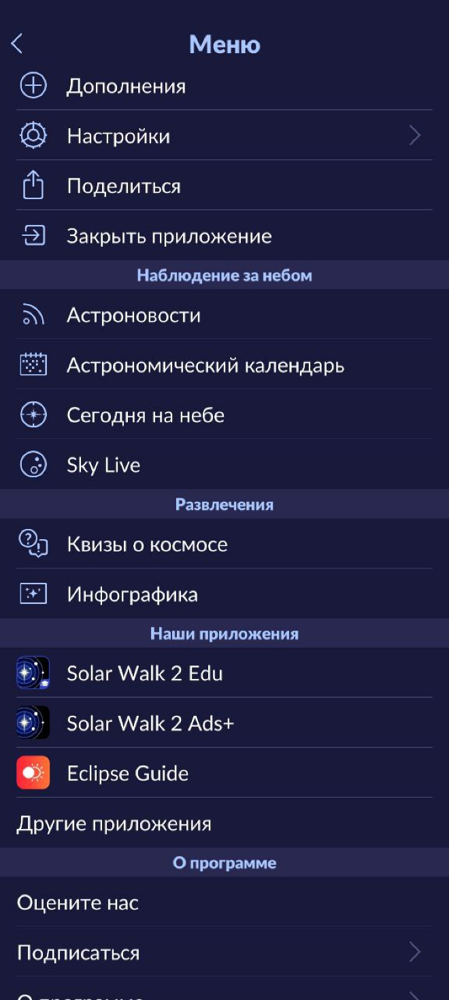 Меню
Дополнения
Настройки
Поделиться
Закрыть приложение
Наблюдение за небом
Астроновости
Астрономический календарь
Сегодня на небе
Sky Live
Развлечения
Квизы о космосе
Инфографика
Наши приложения
Solar Walk 2 Edu
Solar Walk 2 Ads+
Eclipse Guide
Другие приложения
О программе
Оцените нас
Подписаться
О программе